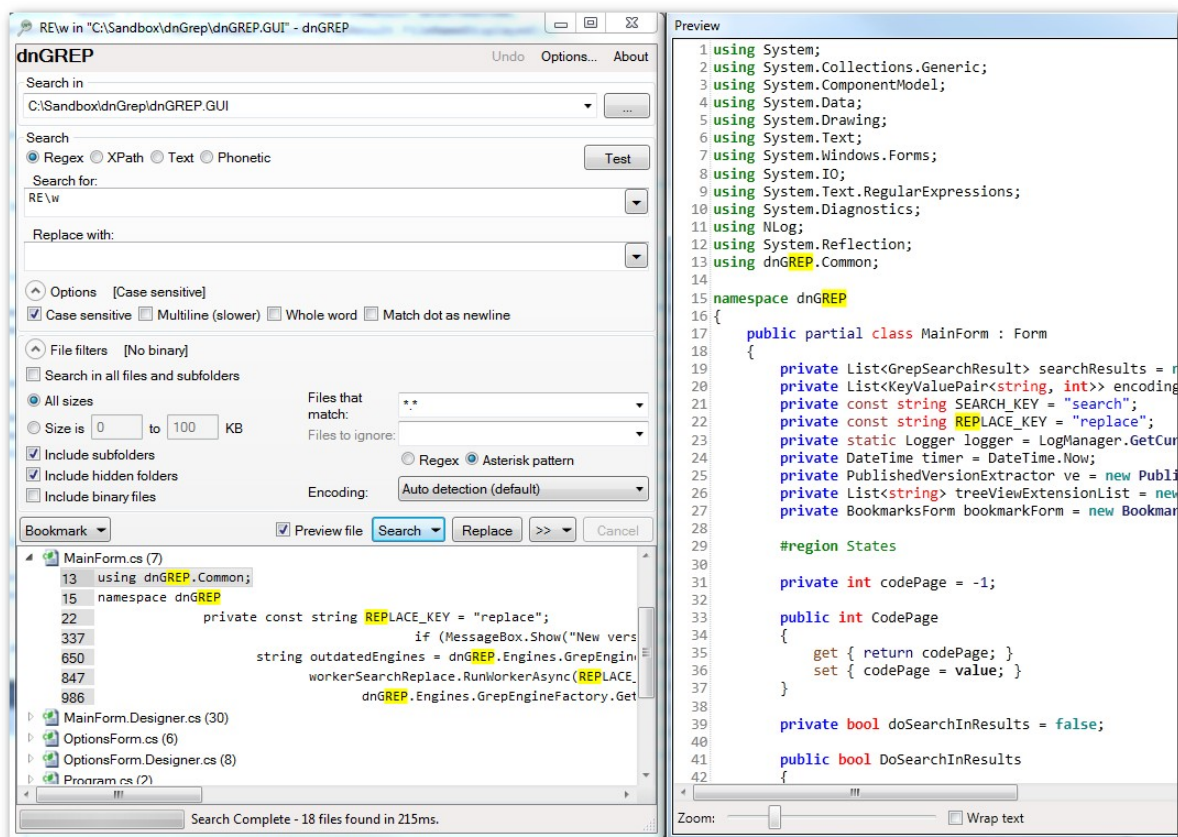 RE\w in "C:\Sandbox\dnGrep\dnGREP.GUI" - dnGREP
dnGREP
Undo Options... About
Search in
C:\Sandbox\dnGrep\dnGREP.GUI
...
Search
Regex XPath Text Phonetic
Test
Search for:
RE\w
Replace with:
Options [Case sensitive]
Case sensitive Multiline (slower) Whole word Match dot as newline
File filters [No binary]
Search in all files and subfolders
All sizes
Size is 0 to 100 KB
Include subfolders
Include hidden folders
Include binary files
Files that match:
*.*
Files to ignore:
Regex Asterisk pattern
Encoding: Auto detection (default)
Bookmark Preview file Search Replace >> Cancel
MainForm.cs (7)
13 using dnGREP.Common;
15 namespace dnGREP
22 private const string REPLACE_KEY = "replace";
337 if (MessageBox.Show("New vers
650 string outdatedEngines = dnGREP.Engines.GrepEngine
847 workerSearchReplace.RunWorkerAsync(REPLACE_
986 dnGREP.Engines.GrepEngineFactory.Get
MainForm.Designer.cs (30)
OptionsForm.cs (6)
OptionsForm.Designer.cs (8)
Program.cs (2)
Search Complete - 18 files found in 215ms.
Preview
1 using System;
2 using System.Collections.Generic;
3 using System.ComponentModel;
4 using System.Data;
5 using System.Drawing;
6 using System.Text;
7 using System.Windows.Forms;
8 using System.IO;
9 using System.Text.RegularExpressions;
10 using System.Diagnostics;
11 using NLog;
12 using System.Reflection;
13 using dnGREP.Common;
14
15 namespace dnGREP
16 {
17 public partial class MainForm : Form
18 {
19 private List<GrepSearchResult> searchResults = n
20 private List<KeyValuePair<string, int>> encoding
21 private const string SEARCH_KEY = "search";
22 private const string REPLACE_KEY = "replace";
23 private static Logger logger = LogManager.GetCur
24 private DateTime timer = DateTime.Now;
25 private PublishedVersionExtractor ve = new Publi
26 private List<string> treeViewExtensionList = new
27 private BookmarksForm bookmarkForm = new Bookmar
28
29 #region States
30
31 private int codePage = -1;
32
33 public int CodePage
34 {
35 get { return codePage; }
36 set { codePage = value; }
37 }
38
39 private bool doSearchInResults = false;
40
41 public bool DoSearchInResults
42 {
Zoom: Wrap text